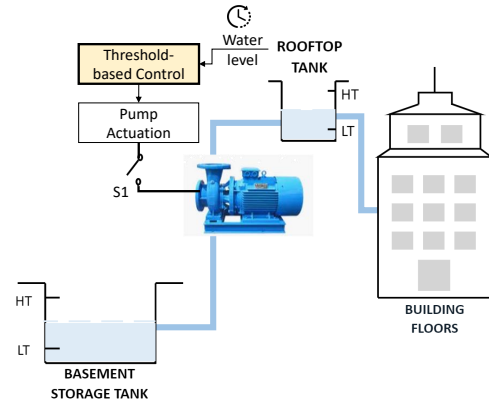 Water
level
ROOFTOP
TANK
Threshold-
based Control
HT
LT
Pump
Actuation
S1
HT
LT
BUILDING
FLOORS
BASEMENT
STORAGE TANK